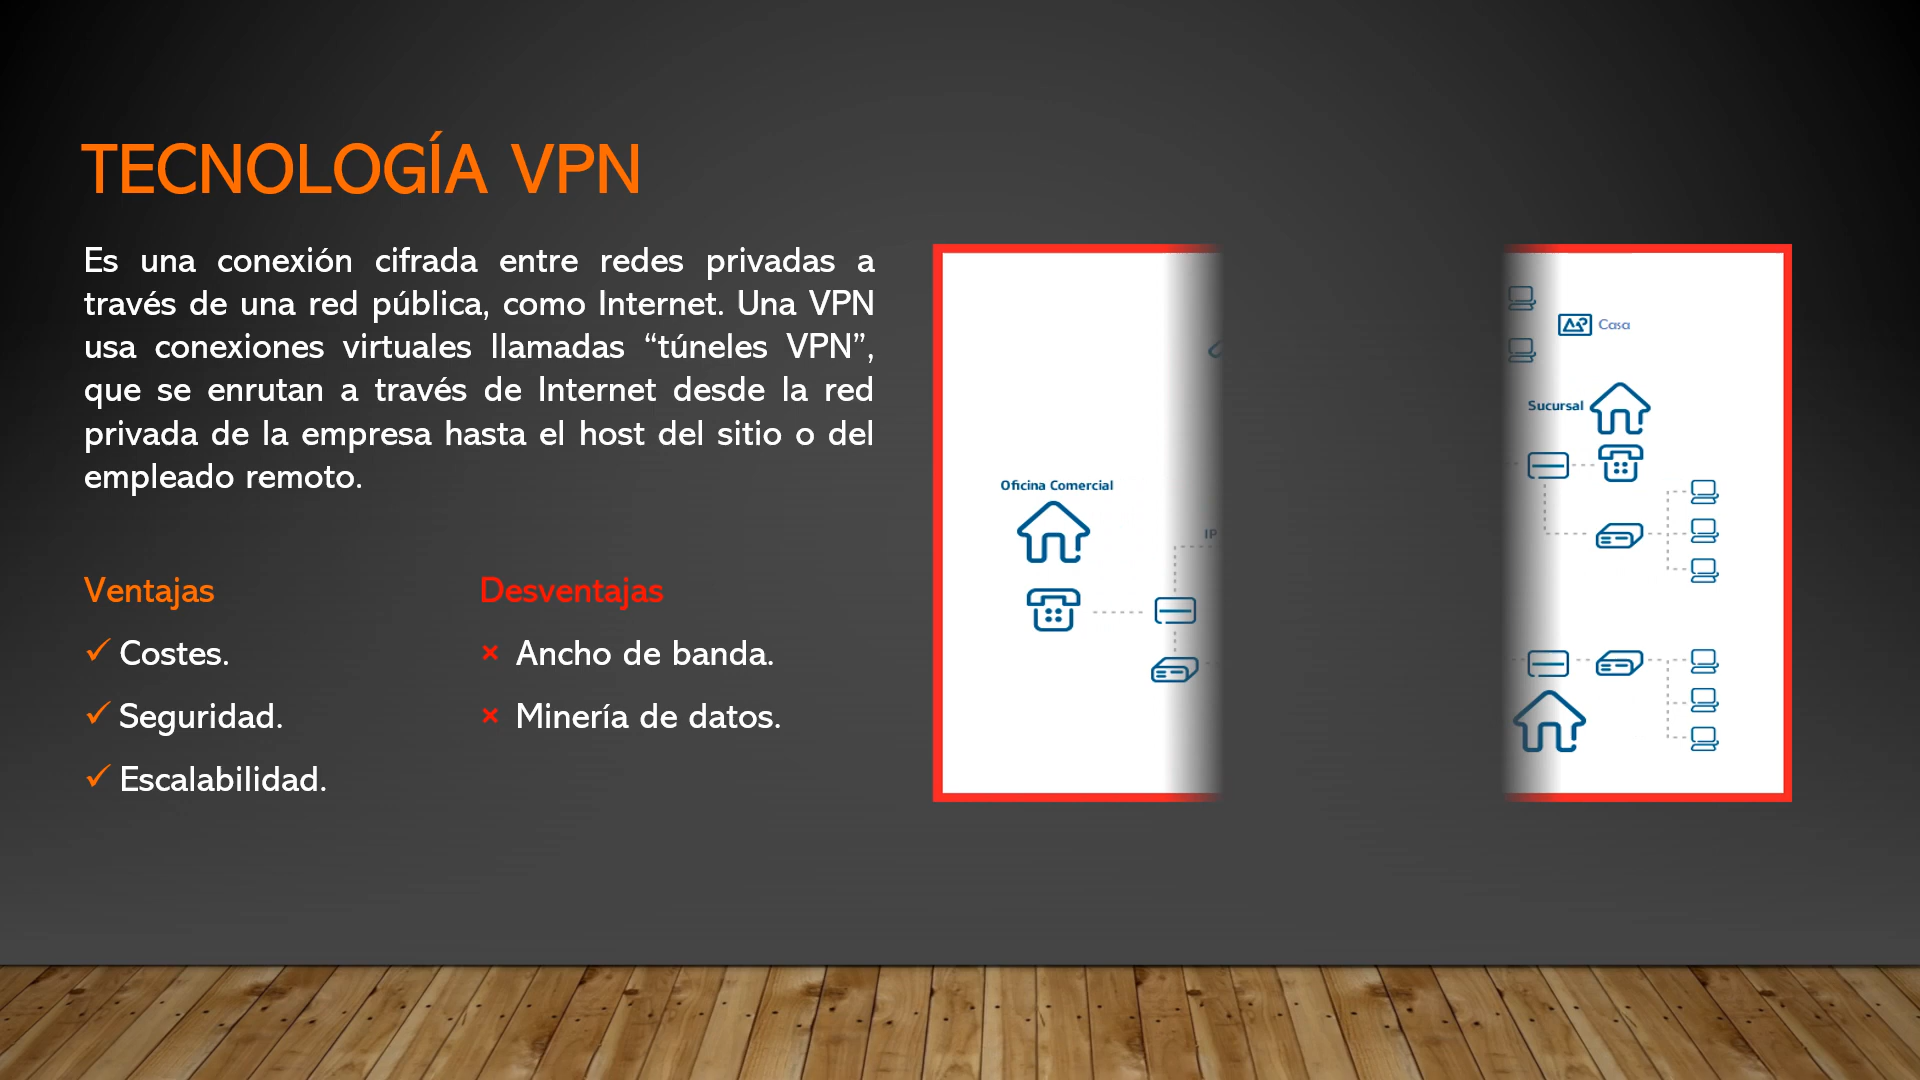 TECNOLOGÍA VPN
Es una conexión cifrada entre redes privadas a
través de una red pública, como Internet. Una VPN
usa conexiones virtuales llamadas “túneles VPN”,
que se enrutan a través de Internet desde la red
privada de la empresa hasta el host del sitio o del
empleado remoto.
Ventajas
✓ Costes.
✓ Seguridad.
✓ Escalabilidad.
Desventajas
× Ancho de banda.
× Minería de datos.
Oficina Comercial
IP
Casa
Sucursal